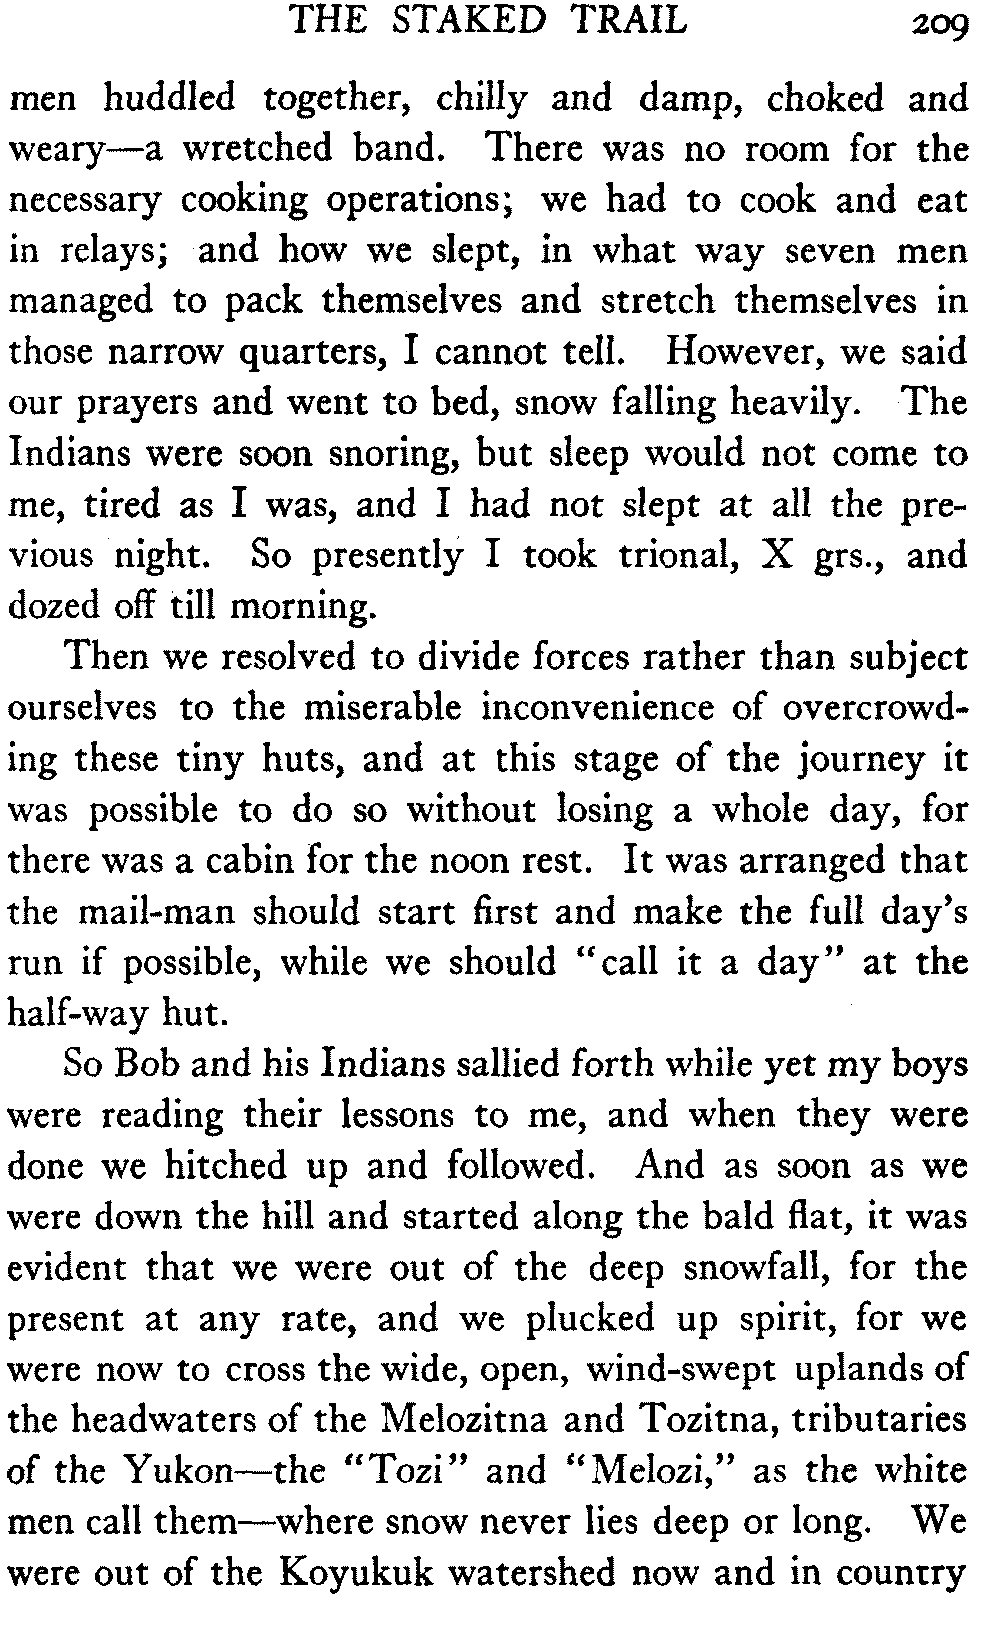 THE STAKED TRAIL 209
men huddled together, chilly and damp, choked and
weary—a wretched band. There was no room for the
necessary cooking operations; we had to cook and eat
in relays; and how we slept, in what way seven men
managed to pack themselves and stretch themselves in
those narrow quarters, I cannot tell. However, we said
our prayers and went to bed, snow falling heavily. The
Indians were soon snoring, but sleep would not come to
me, tired as I was, and I had not slept at all the pre-
vious night. So presently I took trional, X grs., and
dozed off till morning.
Then we resolved to divide forces rather than subject
ourselves to the miserable inconvenience of overcrowd-
ing these tiny huts, and at this stage of the journey it
was possible to do so without losing a whole day, for
there was a cabin for the noon rest. It was arranged that
the mail-man should start first and make the full day's
run if possible, while we should "call it a day" at the
half-way hut.
So Bob and his Indians sallied forth while yet my boys
were reading their lessons to me, and when they were
done we hitched up and followed. And as soon as we
were down the hill and started along the bald flat, it was
evident that we were out of the deep snowfall, for the
present at any rate, and we plucked up spirit, for we
were now to cross the wide, open, wind-swept uplands of
the headwaters of the Melozitna and Tozitna, tributaries
of the Yukon—the "Tozi" and "Melozi," as the white
men call them—where snow never lies deep or long. We
were out of the Koyukuk watershed now and in country